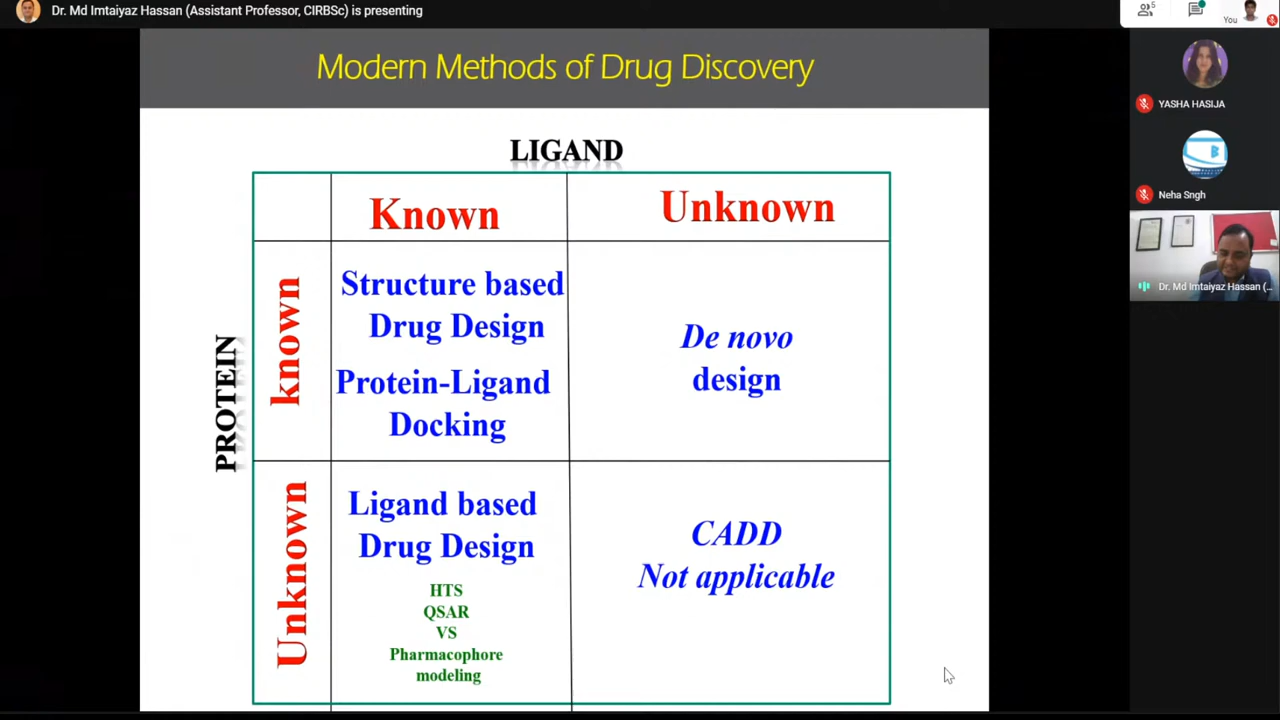 Dr. Md Imtaiyaz Hassan (Assistant Professor, CIRBSc) is presenting
5
You
Modern Methods of Drug Discovery
YASHA HASIJA
Neha Sngh
Dr. Md Imtaiyaz Hassan (...
LIGAND
Known
Unknown
PROTEIN
known
Structure based
Drug Design
Protein-Ligand
Docking
De novo
design
Unknown
Ligand based
Drug Design
HTS
QSAR
VS
Pharmacophore
modeling
CADD
Not applicable